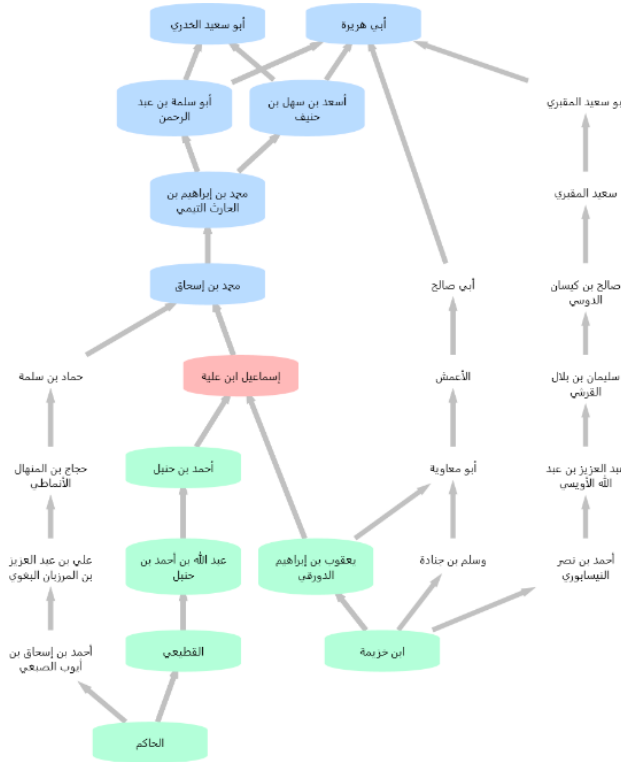 أبو سعيد الخدري
أبي هريرة
أبو سلمة بن عبد
الرحمن
أسعد بن سهل بن
حنيف
بو سعيد المقبري
محمد بن إبراهيم بن
الحارث التيمي
سعيد المقبري
محمد بن إسحاق
أبي صالح
صالح بن كيسان
الدوسي
حماد بن سلمة
إسماعيل ابن علية
الأعمش
سليمان بن بلال
القرشي
حجاج بن المنهال
الأنماطي
أحمد بن حنبل
أبو معاوية
عبد العزيز بن عبد
الله الأويسي
علي بن عبد العزيز
بن المرزبان البغوي
عبد الله بن أحمد بن
حنبل
يعقوب بن إبراهيم
الدورقي
وسلم بن جنادة
أحمد بن نصر
النيسابوري
أحمد بن إسحاق بن
أيوب الصبغي
القطيعي
ابن خزيمة
الحاكم